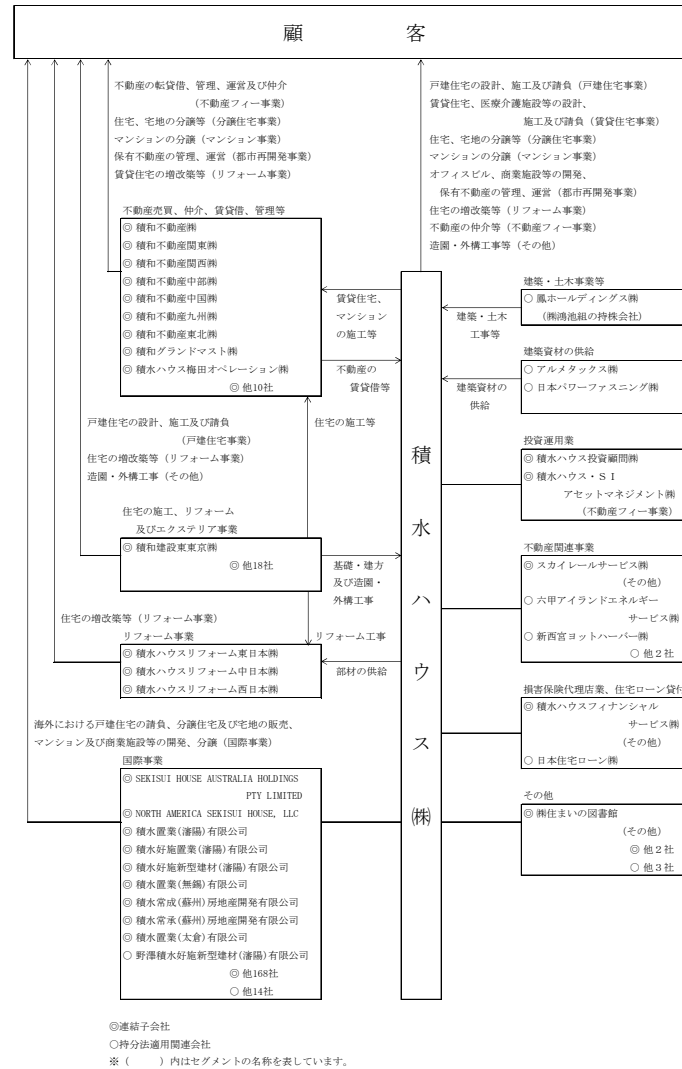 顧客
不動産の転貸借、管理、運営及び仲介
(不動産フィー事業)
住宅、宅地の分譲等（分譲住宅事業）
マンションの分譲（マンション事業）
保有不動産の管理、運営（都市再開発事業）
賃貸住宅の増改築等（リフォーム事業）
不動産売買、仲介、賃貸借、管理等
◎ 積和不動産㈱
◎ 積和不動産関東㈱
◎ 積和不動産関西㈱
◎ 積和不動産中部㈱
◎ 積和不動産中国㈱
◎ 積和不動産九州㈱
◎ 積和不動産東北㈱
◎ 積和グランドマスト㈱
◎ 積水ハウス梅田オペレーション㈱
◎ 他10社
戸建住宅の設計、施工及び請負（戸建住宅事業）
賃貸住宅、医療介護施設等の設計、
施工及び請負（賃貸住宅事業）
住宅、宅地の分譲等（分譲住宅事業）
マンションの分譲（マンション事業）
オフィスビル、商業施設等の開発、
保有不動産の管理、運営（都市再開発事業）
住宅の増改築等（リフォーム事業）
不動産の仲介等（不動産フィー事業）
造園・外構工事等（その他）
賃貸住宅、
マンション
の施工等
不動産の
賃貸借等
建築・土木
工事等
建築資材の
供給
建築・土木事業等
○ 鳳ホールディングス㈱
（㈱鴻池組の持株会社）
建築資材の供給
○ アルメタックス㈱
○ 日本パワーファスニング㈱
戸建住宅の設計、施工及び請負
(戸建住宅事業)
住宅の増改築等（リフォーム事業）
造園・外構工事（その他）
住宅の施工等
住宅の施工、リフォーム
及びエクステリア事業
◎ 積和建設東東京㈱
◎ 他18社
基礎・建方
及び造園・
外構工事
積水ハウス㈱
投資運用業
◎ 積水ハウス投資顧問㈱
◎ 積水ハウス・ＳＩ
アセットマネジメント㈱
(不動産フィー事業)
不動産関連事業
◎ スカイレールサービス㈱
(その他)
○ 六甲アイランドエネルギー
サービス㈱
○ 新西宮ヨットハーバー㈱
○ 他２社
住宅の増改築等（リフォーム事業）
リフォーム事業
◎ 積水ハウスリフォーム東日本㈱
◎ 積水ハウスリフォーム中日本㈱
◎ 積水ハウスリフォーム西日本㈱
リフォーム工事
部材の供給
損害保険代理店業、住宅ローン貸付
◎ 積水ハウスフィナンシャル
サービス㈱
(その他)
○ 日本住宅ローン㈱
海外における戸建住宅の請負、分譲住宅及び宅地の販売、
マンション及び商業施設等の開発、分譲（国際事業）
国際事業
◎ SEKISUI HOUSE AUSTRALIA HOLDINGS
PTY LIMITED
◎ NORTH AMERICA SEKISUI HOUSE, LLC
◎ 積水置業(瀋陽)有限公司
◎ 積水好施置業(瀋陽)有限公司
◎ 積水好施新型建材(瀋陽)有限公司
◎ 積水置業(無錫)有限公司
◎ 積水常成(蘇州)房地産開発有限公司
◎ 積水常承(蘇州)房地産開発有限公司
◎ 積水置業(太倉)有限公司
○ 野澤積水好施新型建材(瀋陽)有限公司
◎ 他168社
○ 他14社
その他
◎ ㈱住まいの図書館
(その他)
◎ 他２社
○ 他３社
◎連結子会社
○持分法適用関連会社
※（　　）内はセグメントの名称を表しています。